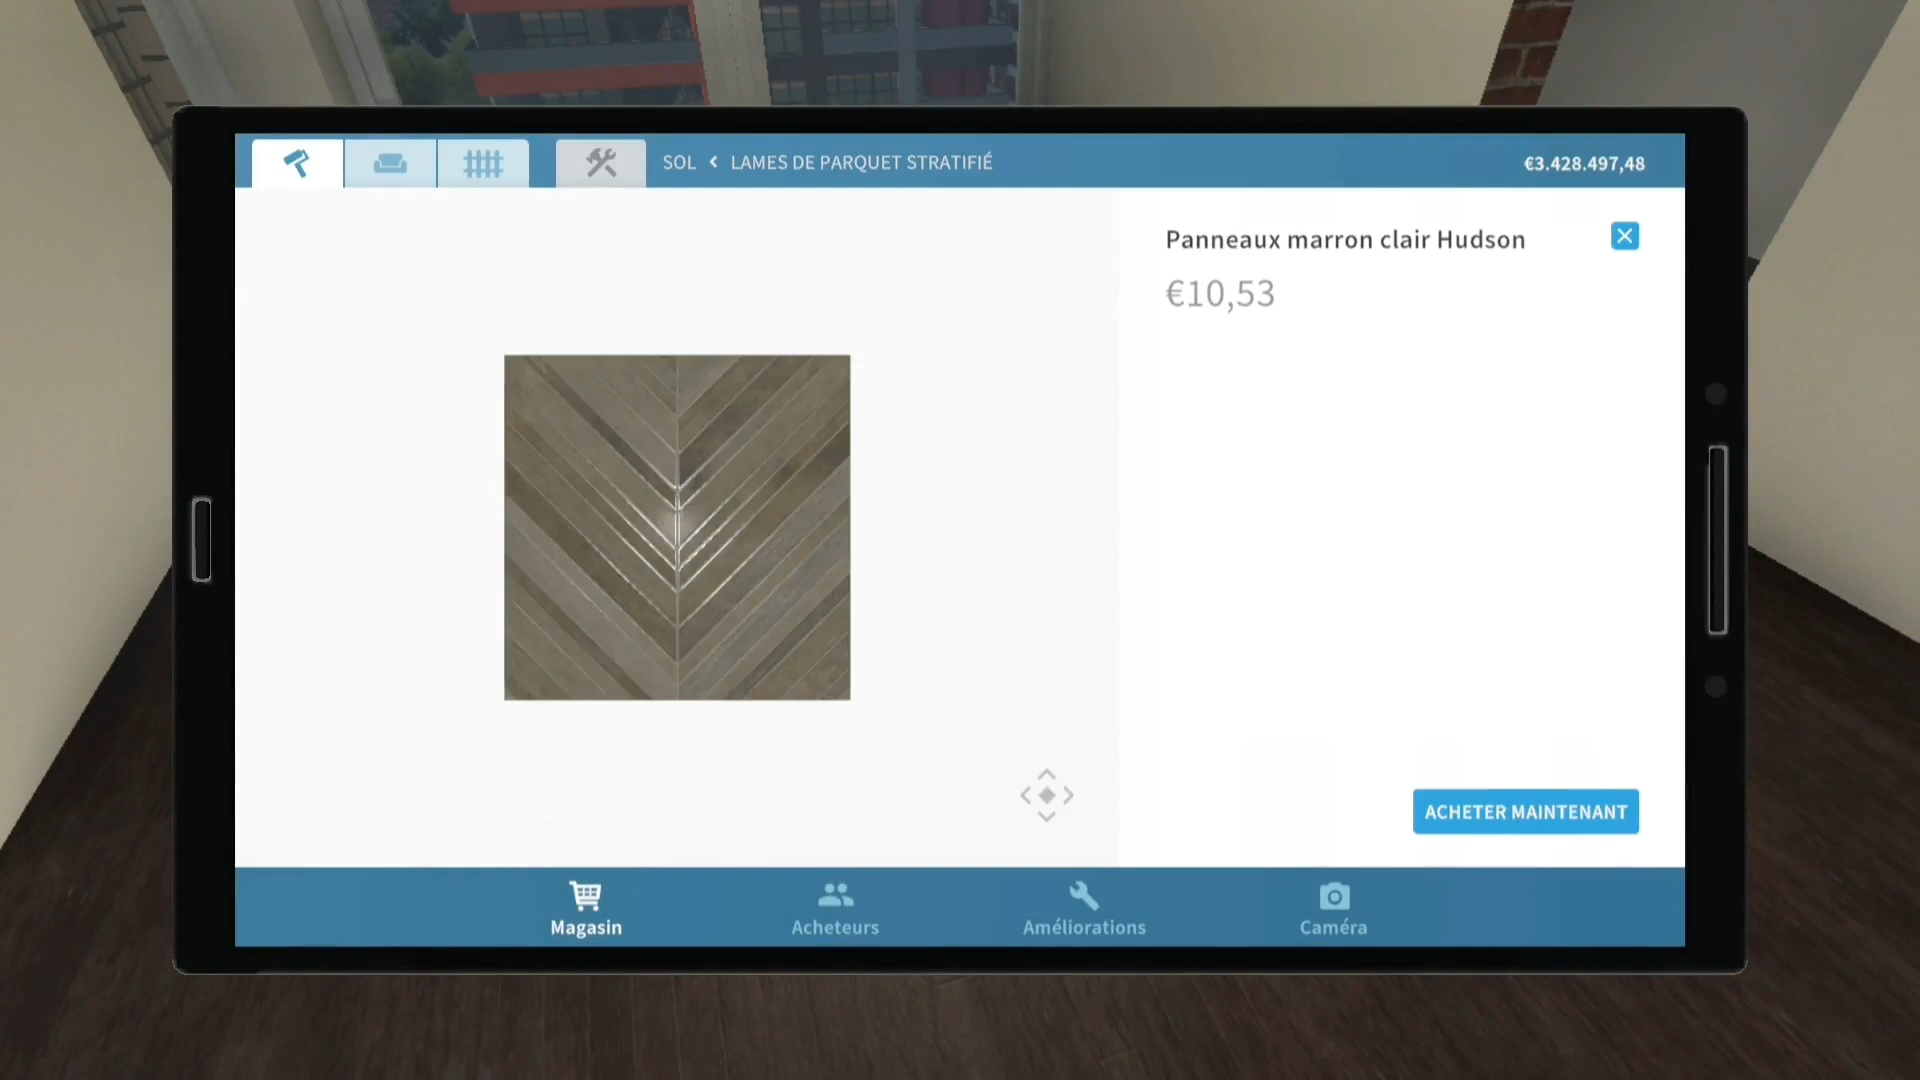 SOL < LAMES DE PARQUET STRATIFIÉ
€3.428.497,48
Panneaux marron clair Hudson
€10,53
ACHETER MAINTENANT
Magasin
Acheteurs
Améliorations
Caméra